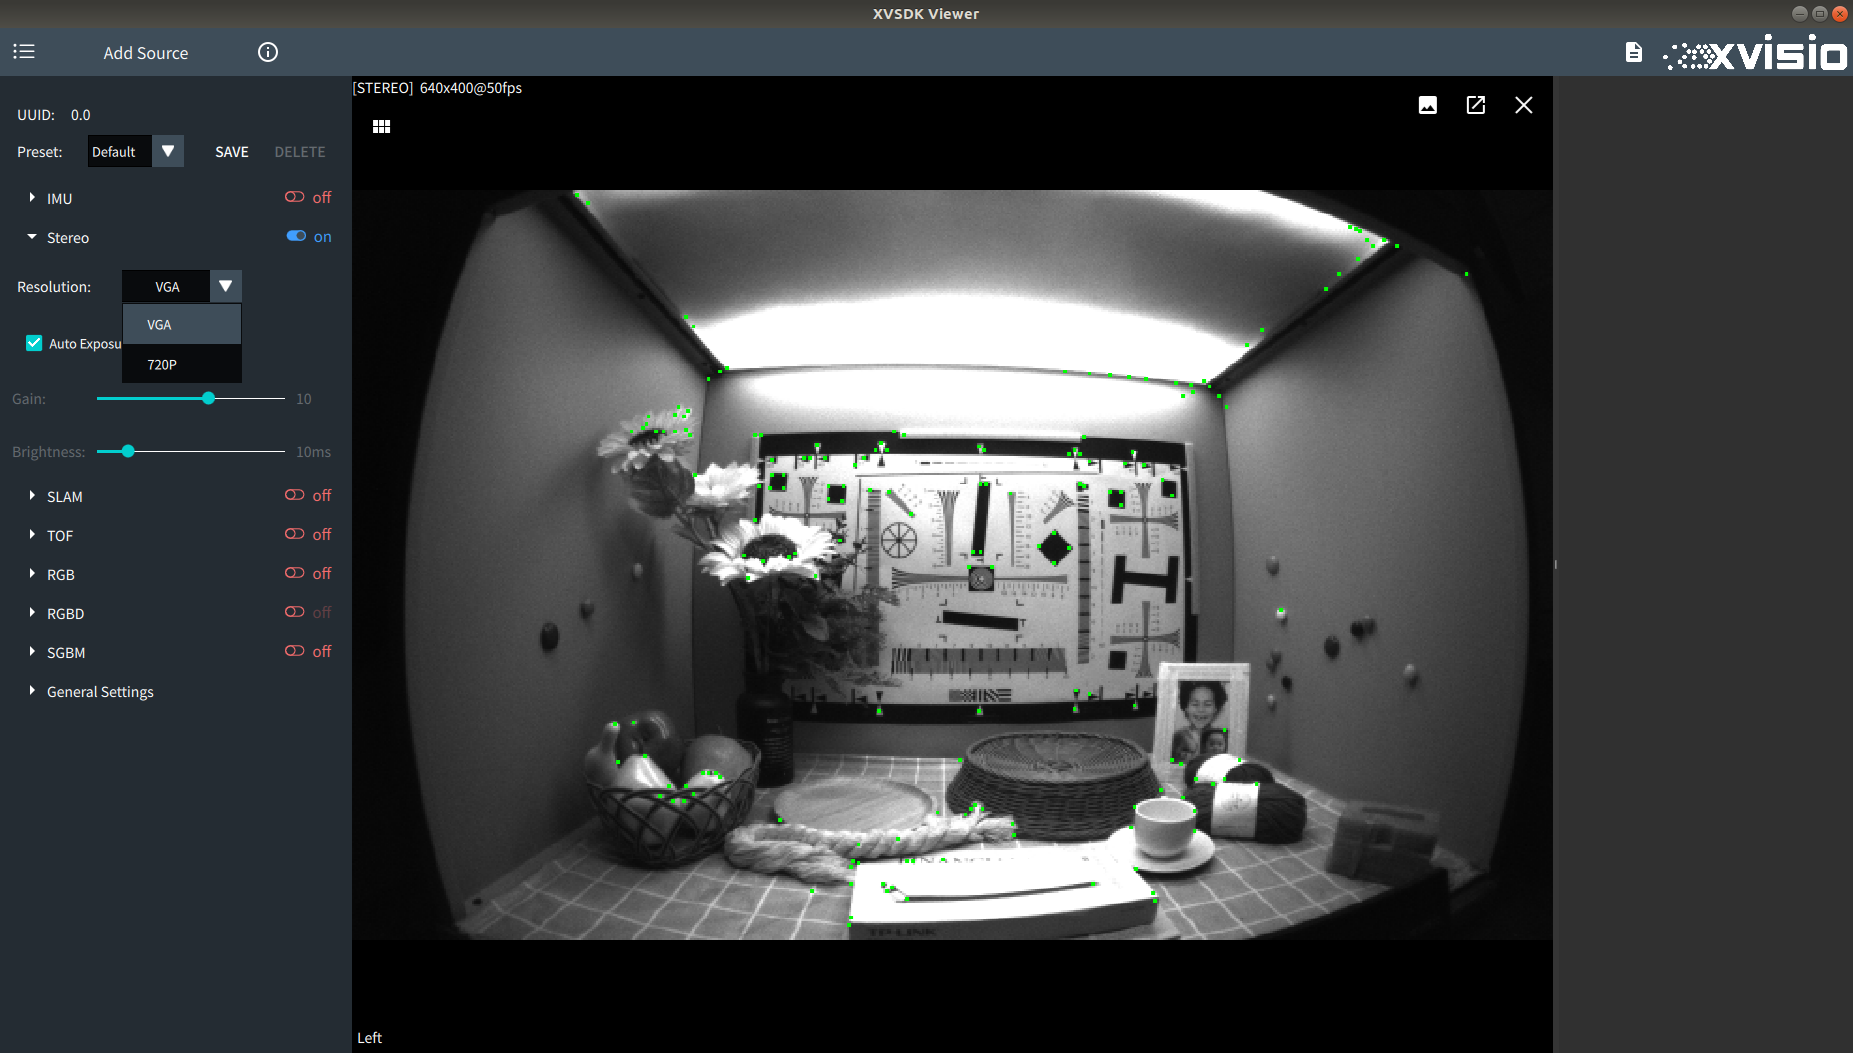 XVSDK Viewer
Add Source
xvisio
UUID: 0.0
Preset: Default SAVE DELETE
IMU off
Stereo on
Resolution: VGA
VGA
Auto Exposu
720P
Gain: 10
Brightness: 10ms
SLAM off
TOF off
RGB off
RGBD off
SGBM off
General Settings
[STEREO] 640x400@50fps
TP-LINK
Left